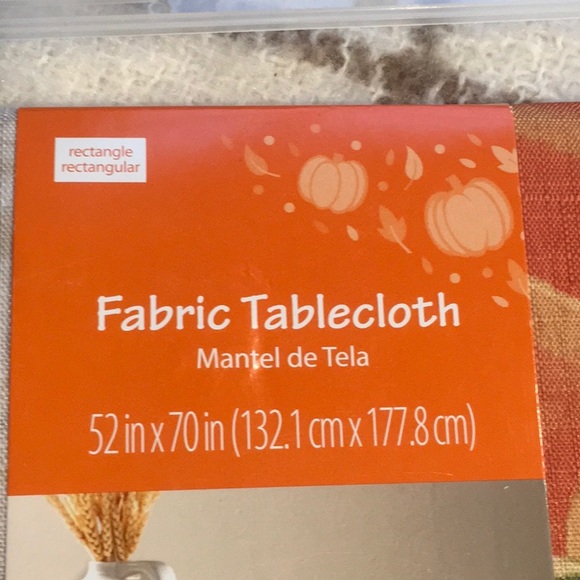 rectangle
rectangular
Fabric Tablecloth
Mantel de Tela
52 in x 70 in (132.1 cm x 177.8 cm)